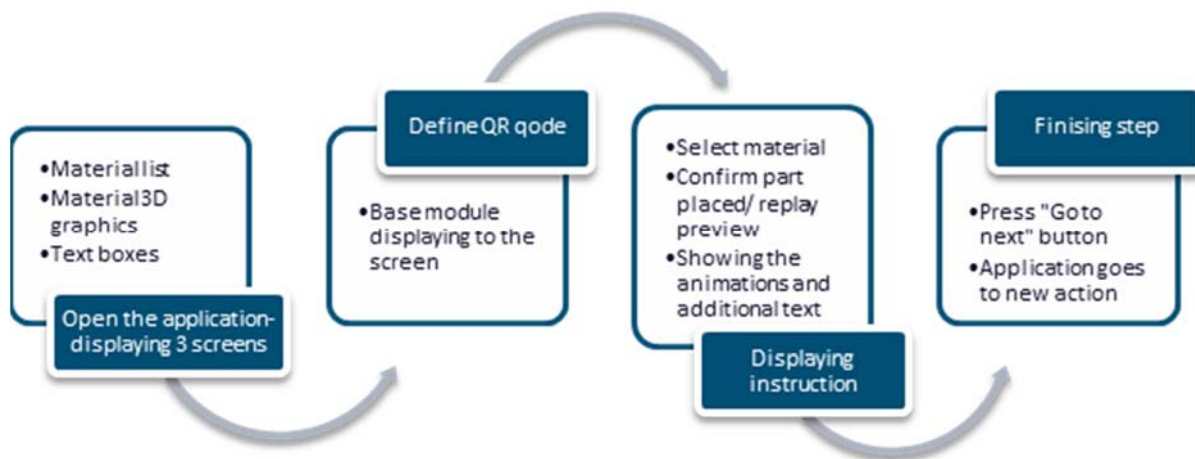 •Material list
•Material 3D
graphics
•Text boxes
Open the application-
displaying 3 screens
Define QR qode
•Base module
displaying to the
screen
•Select material
•Confirm part
placed/ replay
preview
•Showing the
animations and
additional text
Displaying
instruction
Finising step
•Press "Go to
next" button
•Application goes
to new action